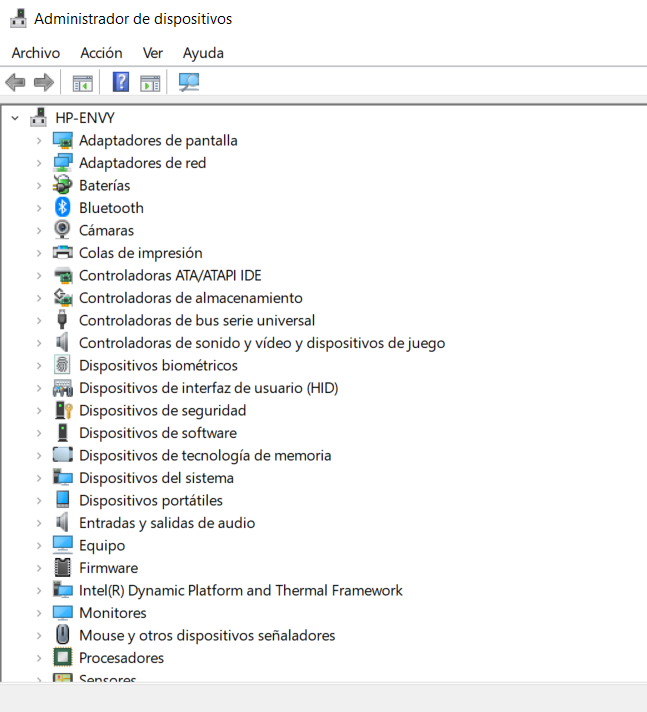 Administrador de dispositivos
Archivo Acción Ver Ayuda
HP-ENVY
Adaptadores de pantalla
Adaptadores de red
Baterías
Bluetooth
Cámaras
Colas de impresión
Controladoras ATA/ATAPI IDE
Controladoras de almacenamiento
Controladoras de bus serie universal
Controladoras de sonido y vídeo y dispositivos de juego
Dispositivos biométricos
Dispositivos de interfaz de usuario (HID)
Dispositivos de seguridad
Dispositivos de software
Dispositivos de tecnología de memoria
Dispositivos del sistema
Dispositivos portátiles
Entradas y salidas de audio
Equipo
Firmware
Intel(R) Dynamic Platform and Thermal Framework
Monitores
Mouse y otros dispositivos señaladores
Procesadores
Sensores